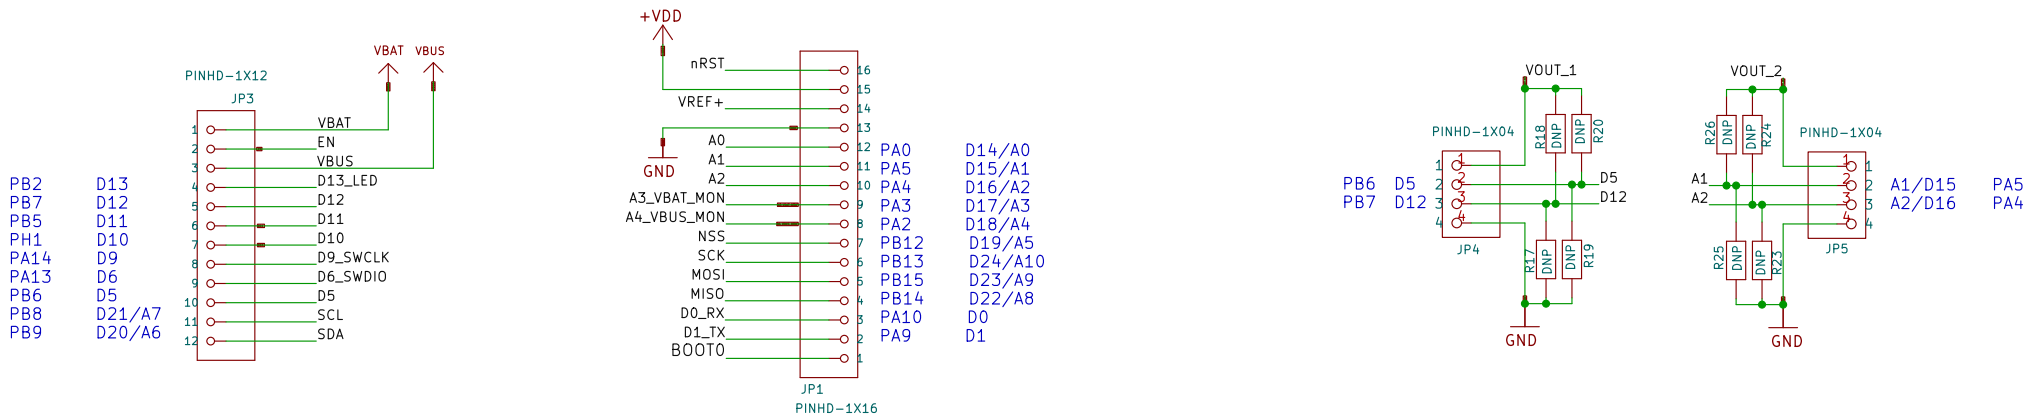 VBAT VBUS
PINHD-1X12
JP3
1 VBAT
2 EN
3 VBUS
PB2 D13 4 D13_LED
PB7 D12 5 D12
PB5 D11 6 D11
PH1 D10 7 D10
PA14 D9 8 D9_SWCLK
PA13 D6 9 D6_SWDIO
PB6 D5 10 D5
PB8 D21/A7 11 SCL
PB9 D20/A6 12 SDA
+VDD
nRST 16
15
VREF+ 14
13
GND
A0 12 PA0 D14/A0
A1 11 PA5 D15/A1
A2 10 PA4 D16/A2
A3_VBAT_MON 9 PA3 D17/A3
A4_VBUS_MON 8 PA2 D18/A4
NSS 7 PB12 D19/A5
SCK 6 PB13 D24/A10
MOSI 5 PB15 D23/A9
MISO 4 PB14 D22/A8
D0_RX 3 PA10 D0
D1_TX 2 PA9 D1
BOOT0 1
JP1
PINHD-1X16
VOUT_1
R18 DNP DNP R20
PINHD-1X04
1 1
PB6 D5 2 2 D5
PB7 D12 3 3 D12
4 4
JP4
R17 DNP DNP R19
GND
VOUT_2
R26 DNP DNP R24
PINHD-1X04
1 1
A1 2 2 A1/D15 PA5
A2 3 3 A2/D16 PA4
4 4
JP5
R25 DNP DNP R23
GND